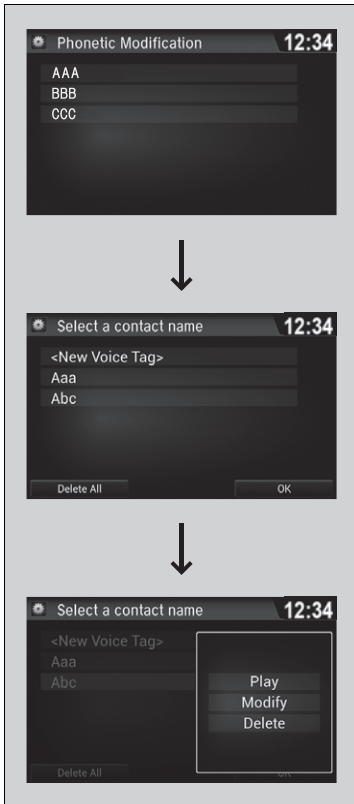 Phonetic Modification 12:34
AAA
BBB
CCC
Select a contact name 12:34
<New Voice Tag>
Aaa
Abc
Delete All OK
Select a contact name 12:34
<New Voice Tag>
Aaa
Abc
Play
Modify
Delete
Delete All OK